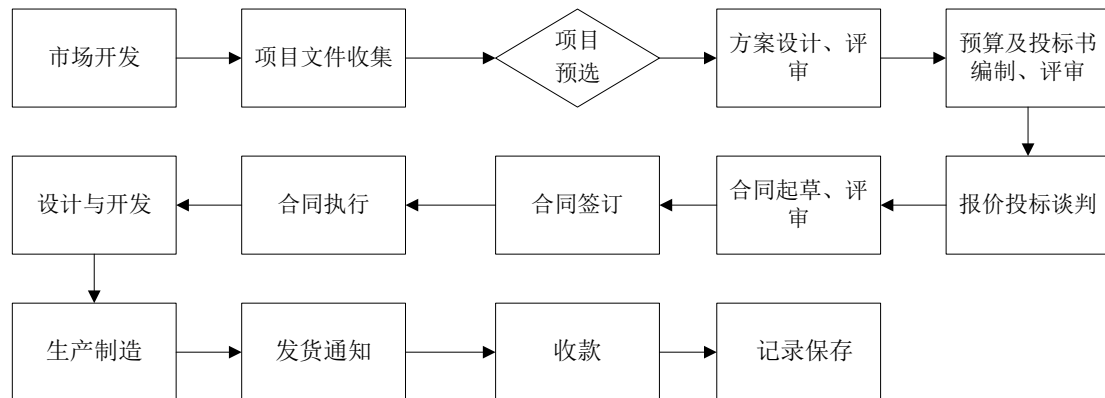 市场开发
项目文件收集
项目
预选
方案设计、评
审
预算及投标书
编制、评审
设计与开发
合同执行
合同签订
合同起草、评
审
报价投标谈判
生产制造
发货通知
收款
记录保存